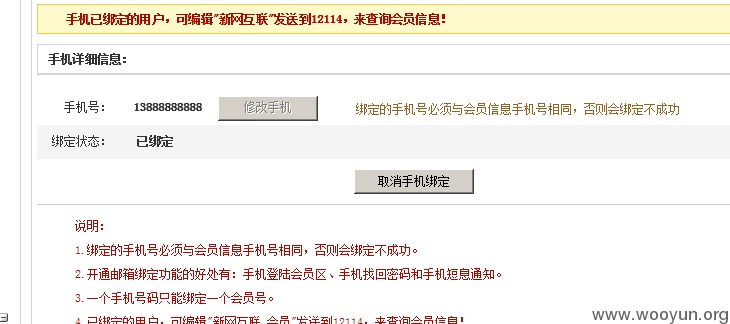 手机已绑定的用户，可编辑"新网互联"发送到12114，来查询会员信息！
手机详细信息：
手机号： 13888888888 修改手机 绑定的手机号必须与会员信息手机号相同，否则会绑定不成功
绑定状态： 已绑定
取消手机绑定
说明：
1.绑定的手机号必须与会员信息手机号相同，否则会绑定不成功。
2.开通邮箱绑定功能的好处有：手机登陆会员区、手机找回密码和手机短息通知。
3.一个手机号码只能绑定一个会员号。
4.已绑定的用户，可编辑"新网互联 会员"发送到12114，来查询会员信息！
www.wooyun.org